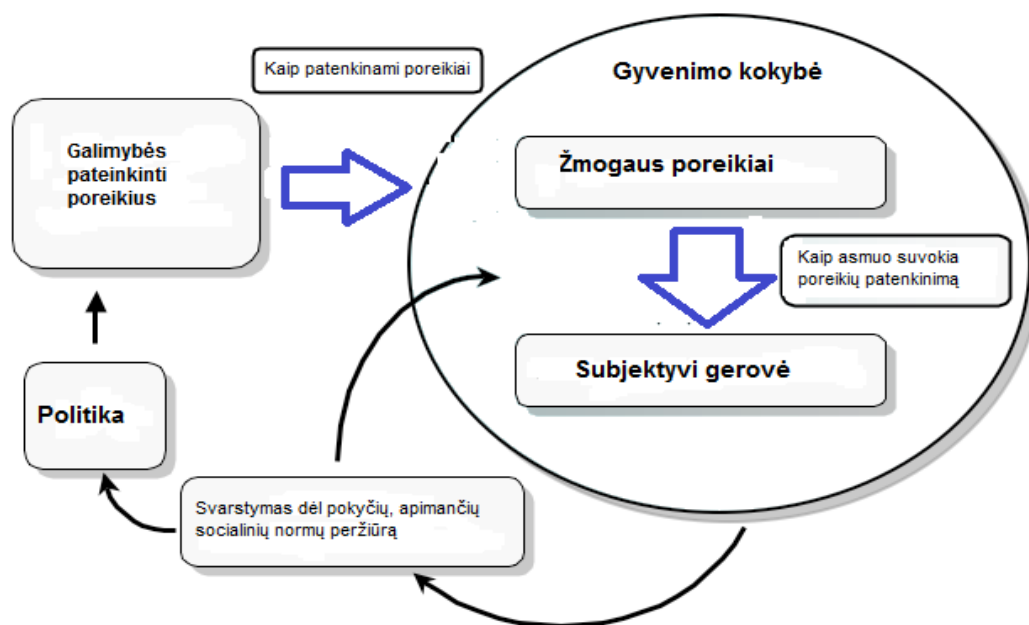 Kaip patenkinami poreikiai
Gyvenimo kokybė
Galimybės
pateinkinti
poreikius
Žmogaus poreikiai
Kaip asmuo suvokia
poreikių patenkinimą
Subjektyvi gerovė
Politika
Svarstymas dėl pokyčių, apimančių
socialinių normų peržiūrą